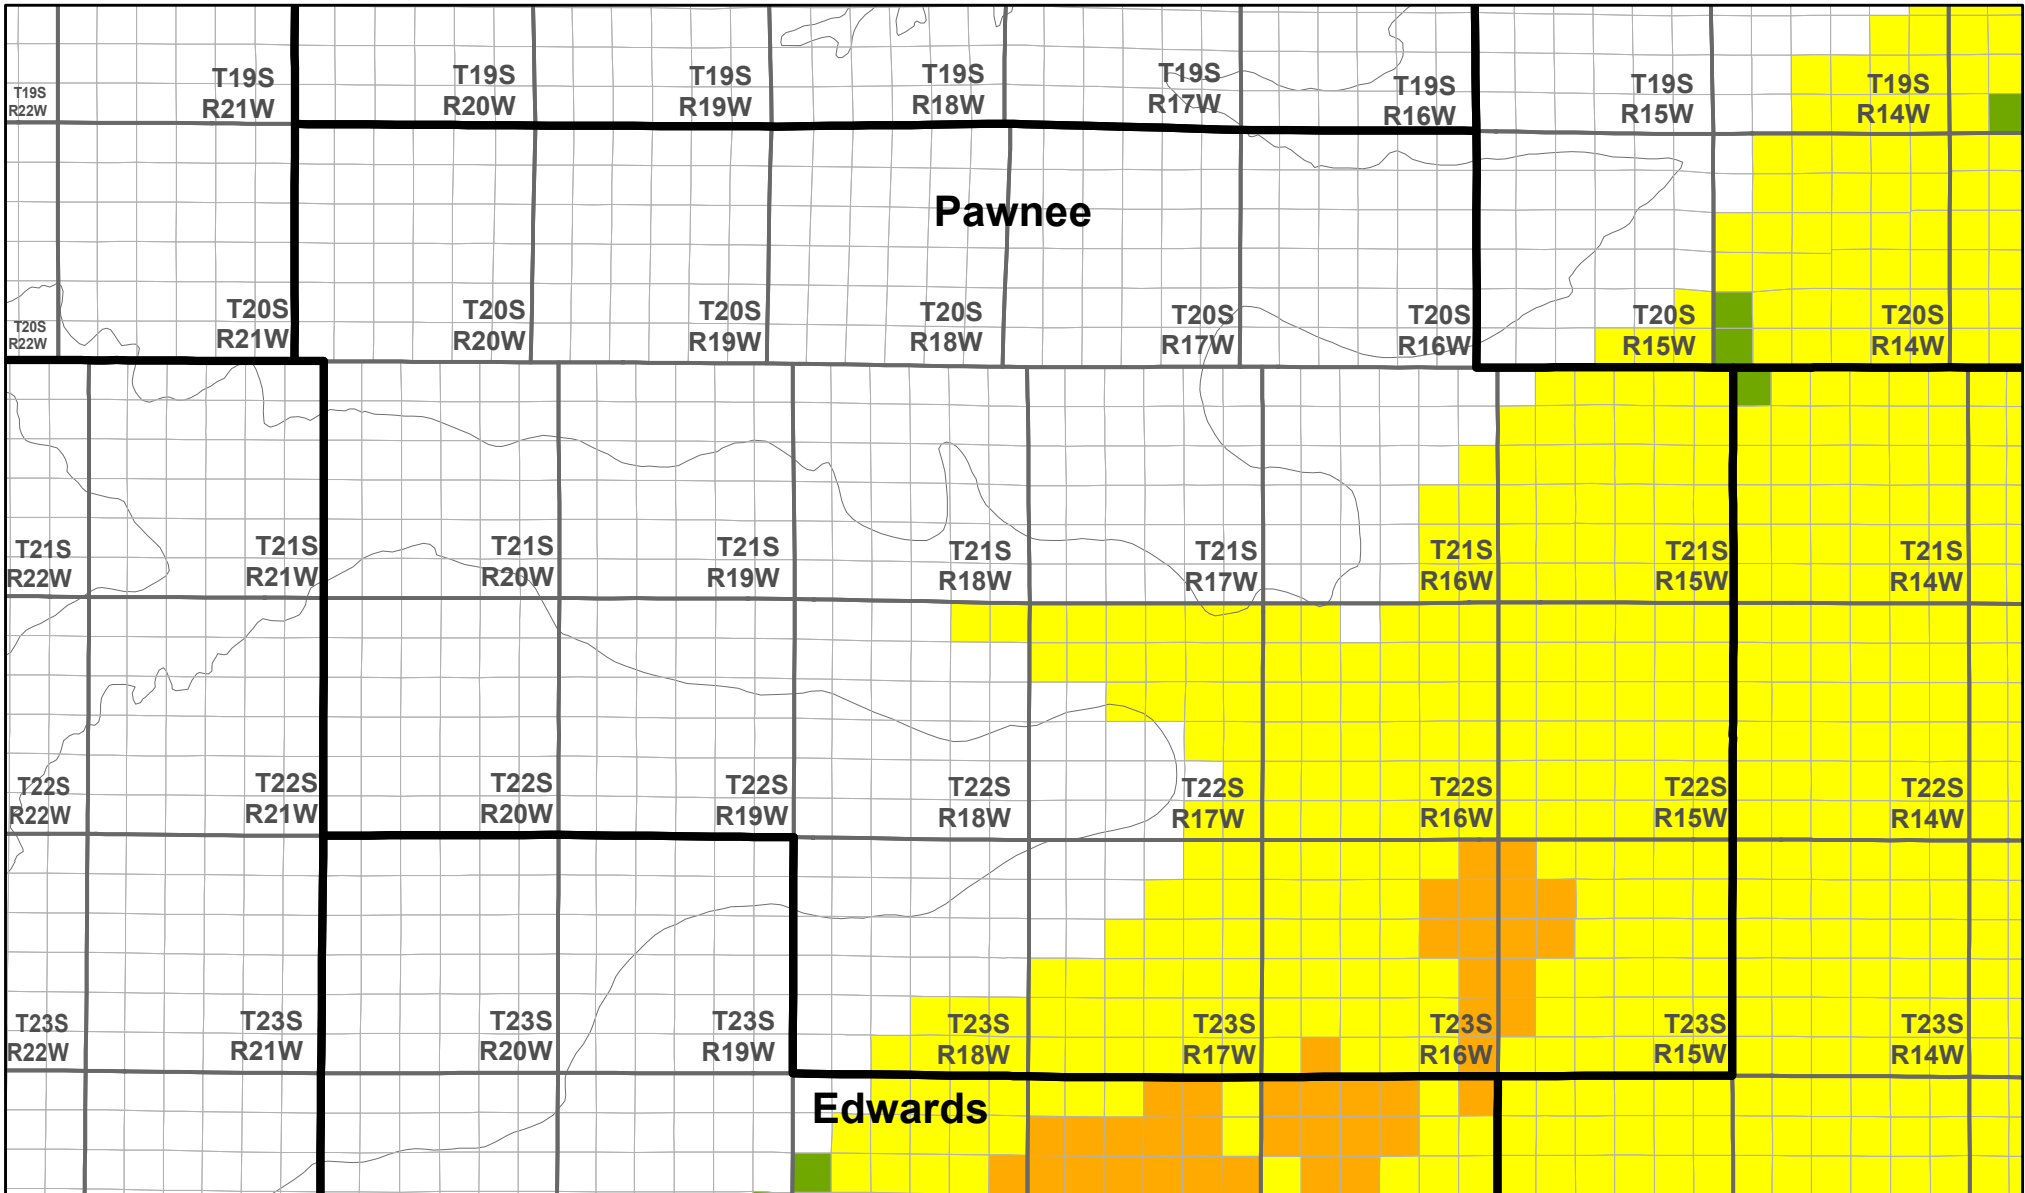 T19S
R22W
T19S
R21W
T19S
R20W
T19S
R19W
T19S
R18W
T19S
R17W
T19S
R16W
T19S
R15W
T19S
R14W
Pawnee
T20S
R22W
T20S
R21W
T20S
R20W
T20S
R19W
T20S
R18W
T20S
R17W
T20S
R16W
T20S
R15W
T20S
R14W
T21S
R22W
T21S
R21W
T21S
R20W
T21S
R19W
T21S
R18W
T21S
R17W
T21S
R16W
T21S
R15W
T21S
R14W
T22S
R22W
T22S
R21W
T22S
R20W
T22S
R19W
T22S
R18W
T22S
R17W
T22S
R16W
T22S
R15W
T22S
R14W
T23S
R22W
T23S
R21W
T23S
R20W
T23S
R19W
T23S
R18W
T23S
R17W
T23S
R16W
T23S
R15W
T23S
R14W
Edwards